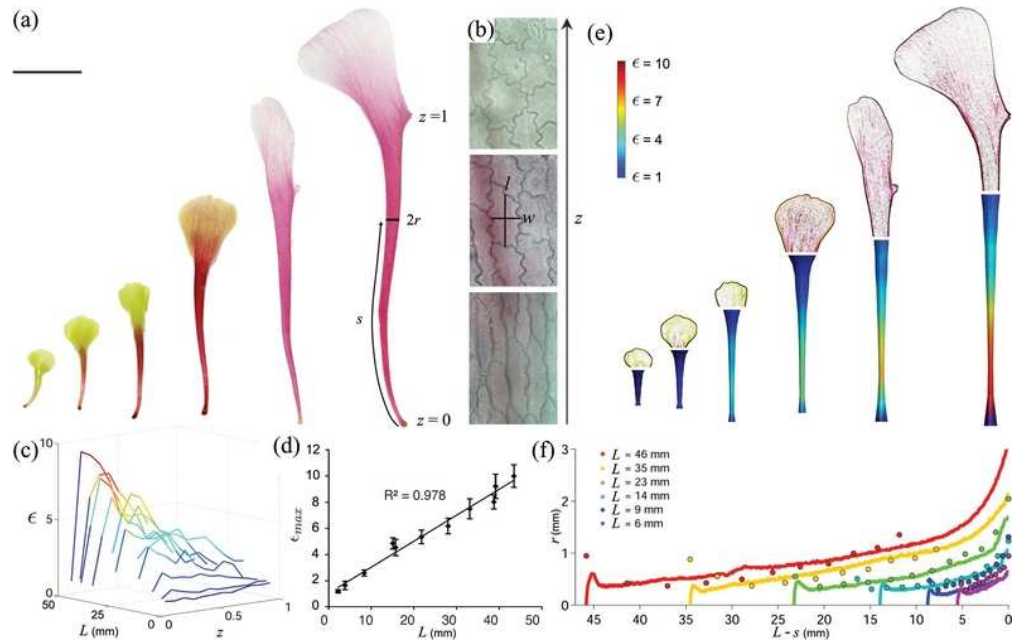 (a)
z = 1
2r
s
z = 0
(b)
l
w
z
(e)
ϵ = 10
ϵ = 7
ϵ = 4
ϵ = 1
(c)
10
5
0
ϵ
50
25
0
L (mm)
0
0.5
1
z
(d)
12
10
8
6
4
2
0
ϵmax
R² = 0.978
0 10 20 30 40 50
L (mm)
(f)
3
2
1
0
r (mm)
L = 46 mm
L = 35 mm
L = 23 mm
L = 14 mm
L = 9 mm
L = 6 mm
45 40 35 30 25 20 15 10 5 0
L - s (mm)